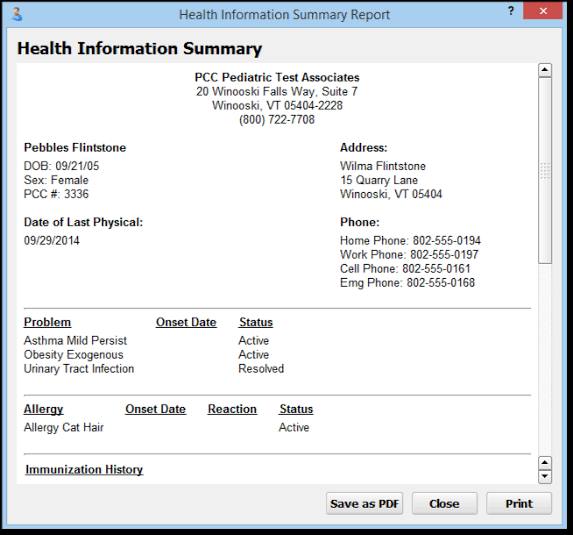 Health Information Summary Report
?
x
Health Information Summary
PCC Pediatric Test Associates
20 Winooski Falls Way, Suite 7
Winooski, VT 05404-2228
(800) 722-7708
Pebbles Flintstone
DOB: 09/21/05
Sex: Female
PCC #: 3336
Address:
Wilma Flintstone
15 Quarry Lane
Winooski, VT 05404
Date of Last Physical:
09/29/2014
Phone:
Home Phone: 802-555-0194
Work Phone: 802-555-0197
Cell Phone: 802-555-0161
Emg Phone: 802-555-0168
Problem Onset Date Status
Asthma Mild Persist Active
Obesity Exogenous Active
Urinary Tract Infection Resolved
Allergy Onset Date Reaction Status
Allergy Cat Hair Active
Immunization History
Save as PDF Close Print